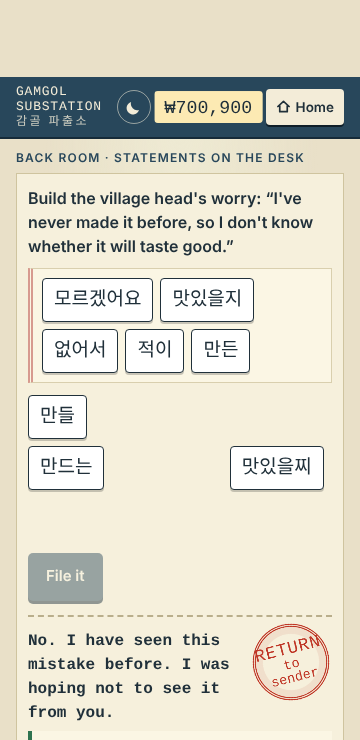 GAMGOL
SUBSTATION
감골 파출소
₩700,900
Home
BACK ROOM · STATEMENTS ON THE DESK
Build the village head's worry: “I've
never made it before, so I don't know
whether it will taste good.”
모르겠어요 맛있을지
없어서 적이 만든
만들
만드는 맛있을찌
File it
No. I have seen this
mistake before. I was
hoping not to see it
from you.
RETURN
to
sender